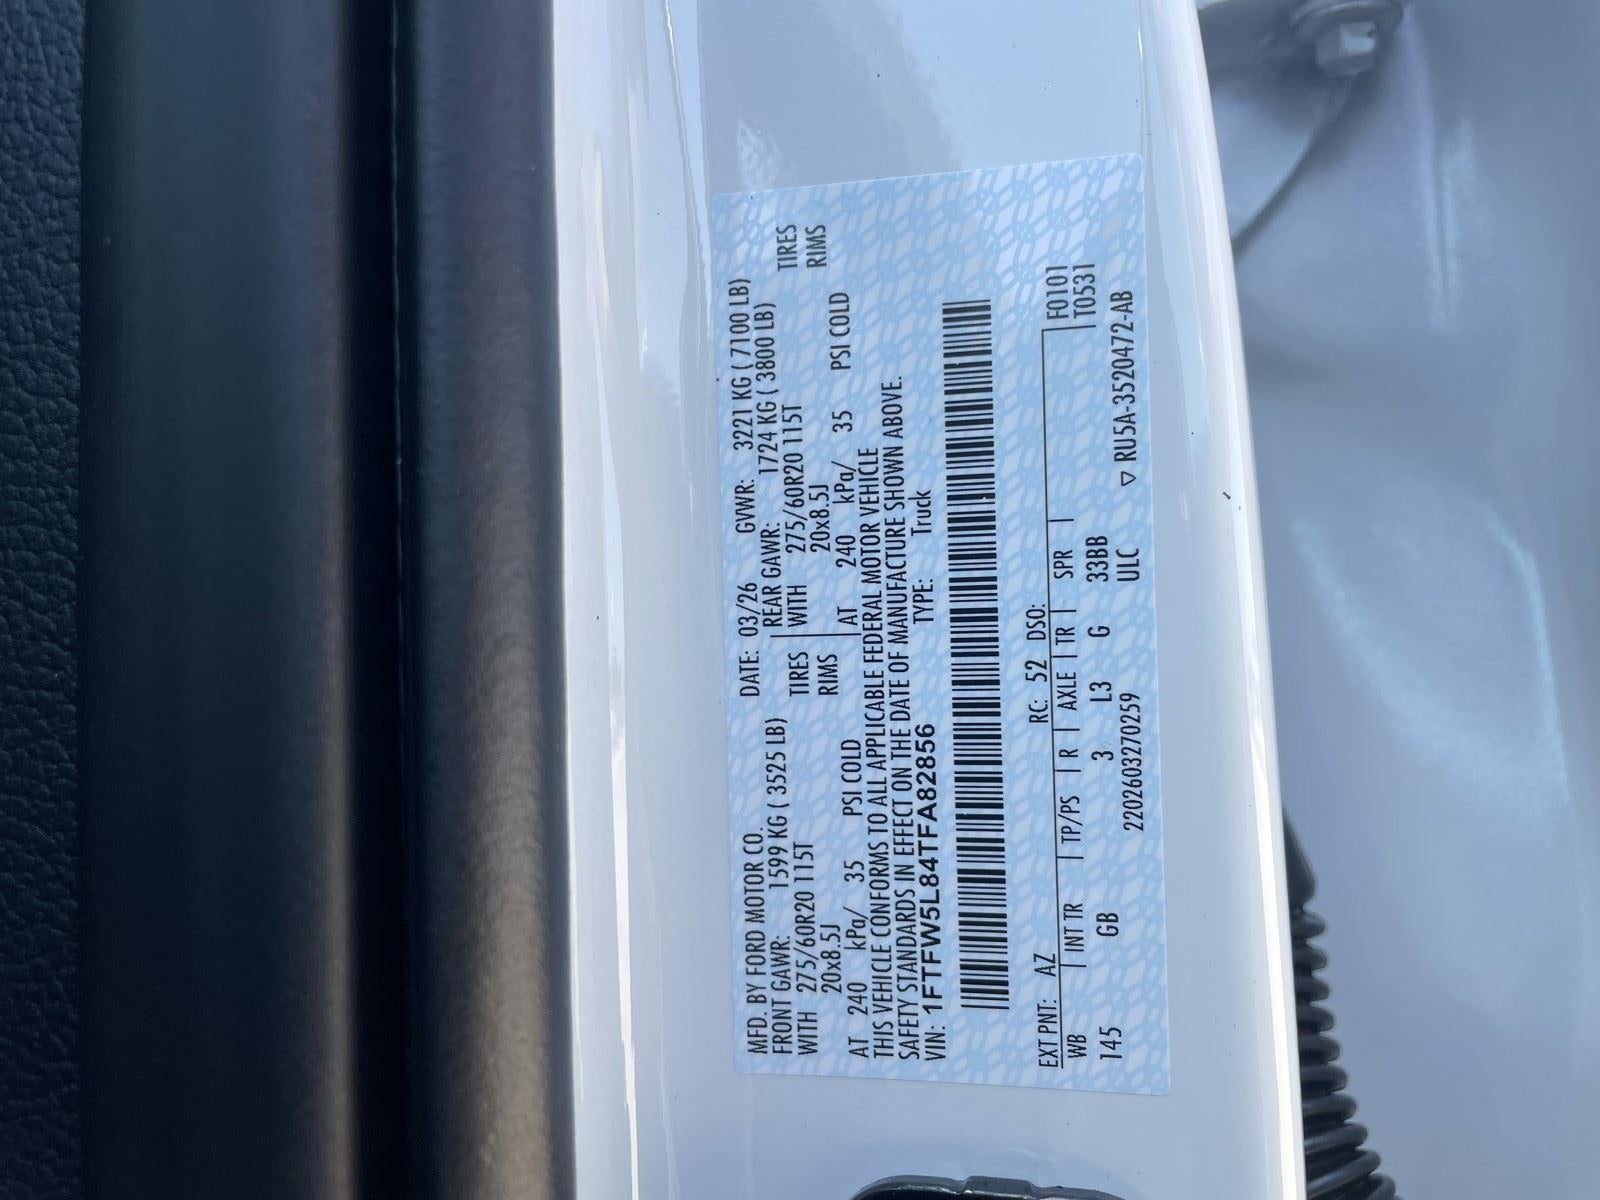 MFD. BY FORD MOTOR CO. DATE: 03/26 GVWR: 3221 KG ( 7100 LB)
FRONT GAWR: 1599 KG ( 3525 LB) REAR GAWR: 1724 KG ( 3800 LB)
WITH 275/60R20 115T TIRES WITH 275/60R20 115T TIRES
20x8.5J RIMS 20x8.5J RIMS
AT 240 kPa/ 35 PSI COLD AT 240 kPa/ 35 PSI COLD
THIS VEHICLE CONFORMS TO ALL APPLICABLE FEDERAL MOTOR VEHICLE
SAFETY STANDARDS IN EFFECT ON THE DATE OF MANUFACTURE SHOWN ABOVE.
VIN: 1FTFW5L84TFA82856 TYPE: Truck
EXT PNT: AZ RC: 52 DSO: F0101
WB | INT TR | TP/PS | R | AXLE | TR | SPR | T0531
145 GB 3 L3 G 33BB
2202603270259 ULC ▽ RU5A-3520472-AB